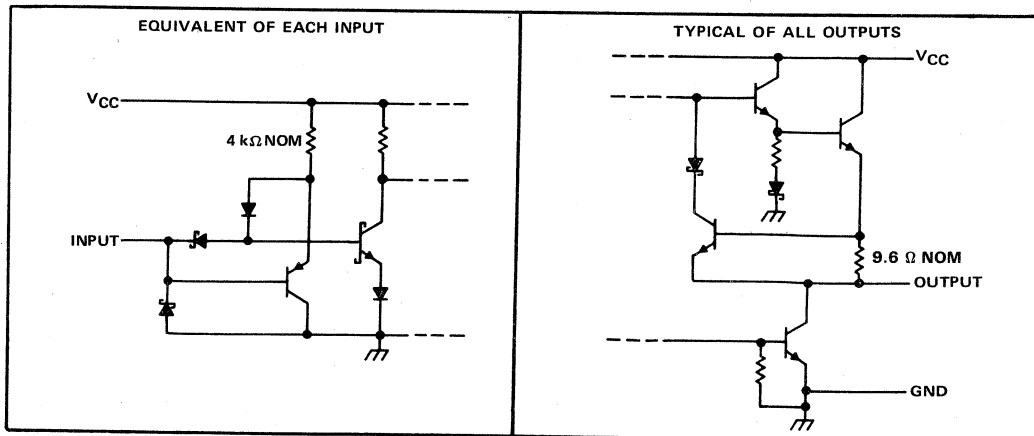 EQUIVALENT OF EACH INPUT
VCC
4 kΩ NOM
INPUT
TYPICAL OF ALL OUTPUTS
VCC
9.6 Ω NOM
OUTPUT
GND